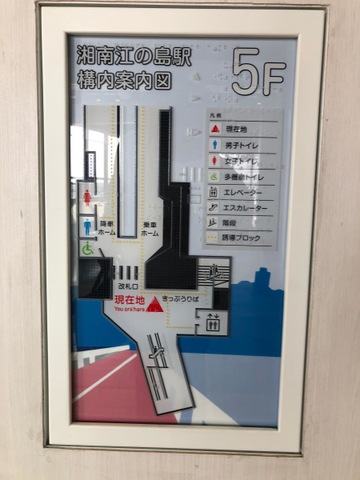 湘南江の島駅
構内案内図
5F
凡例
現在地
男子トイレ
女子トイレ
多機能トイレ
エレベーター
エスカレーター
階段
誘導ブロック
降車
ホーム
乗車
ホーム
改札口
現在地
You are here
きっぷうりば